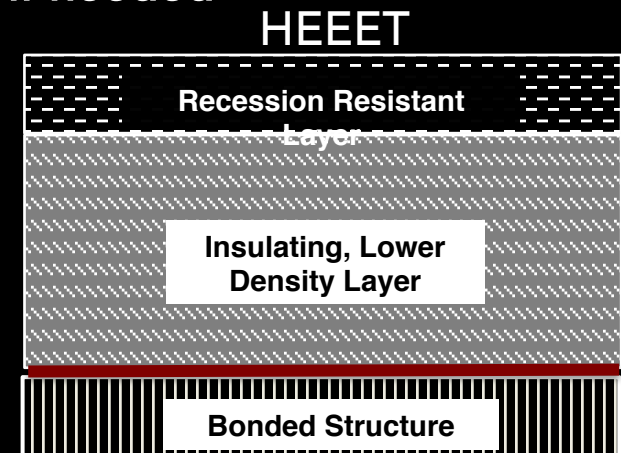 HEEET
Recession Resistant
Layer
Insulating, Lower
Density Layer
Bonded Structure